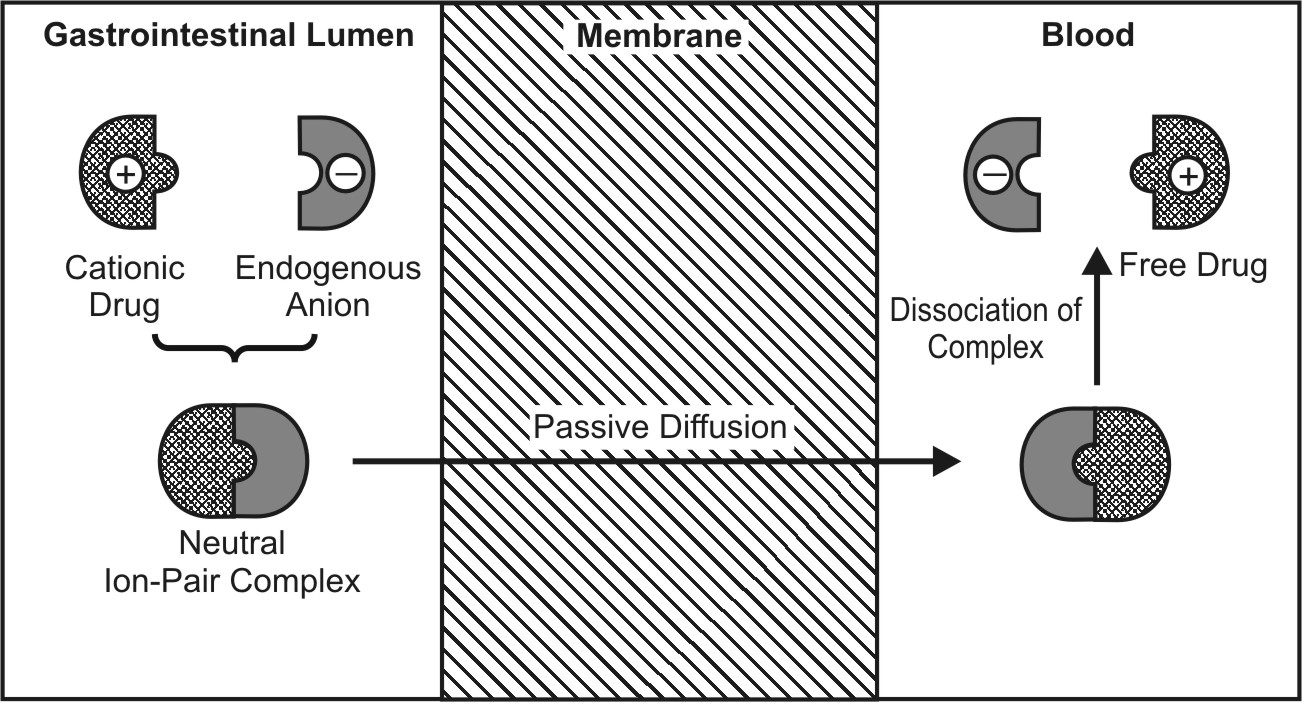 Gastrointestinal Lumen
Membrane
Blood
+
−
Cationic
Drug
Endogenous
Anion
Neutral
Ion-Pair Complex
Passive Diffusion
−
+
Free Drug
Dissociation of
Complex